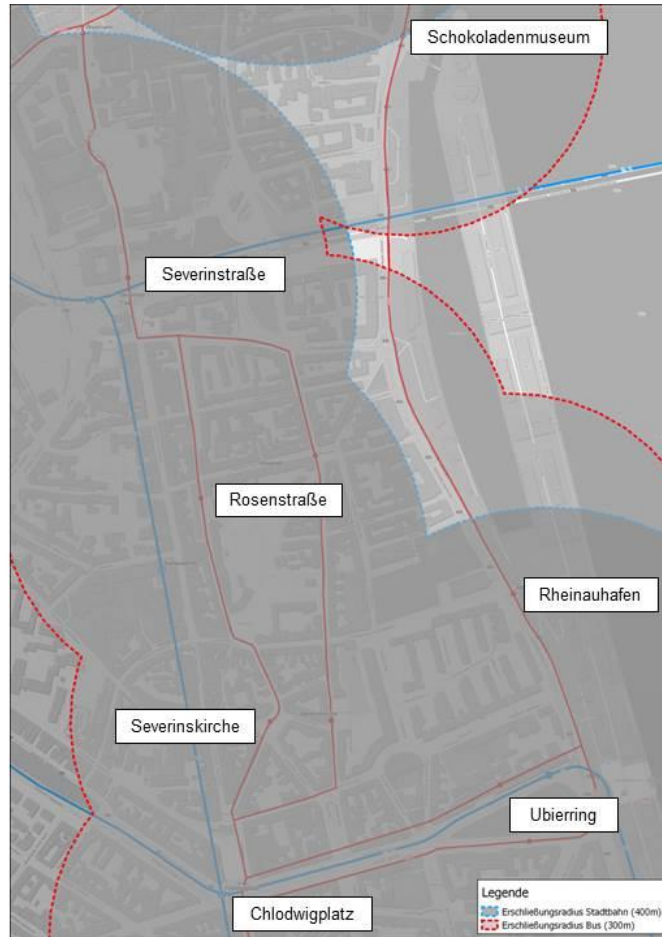 Schokoladenmuseum
Severinstraße
Rosenstraße
Rheinauhafen
Severinskirche
Ubierring
Chlodwigplatz
Legende
Erschließungsradius Stadtbahn (400m)
Erschließungsradius Bus (300m)